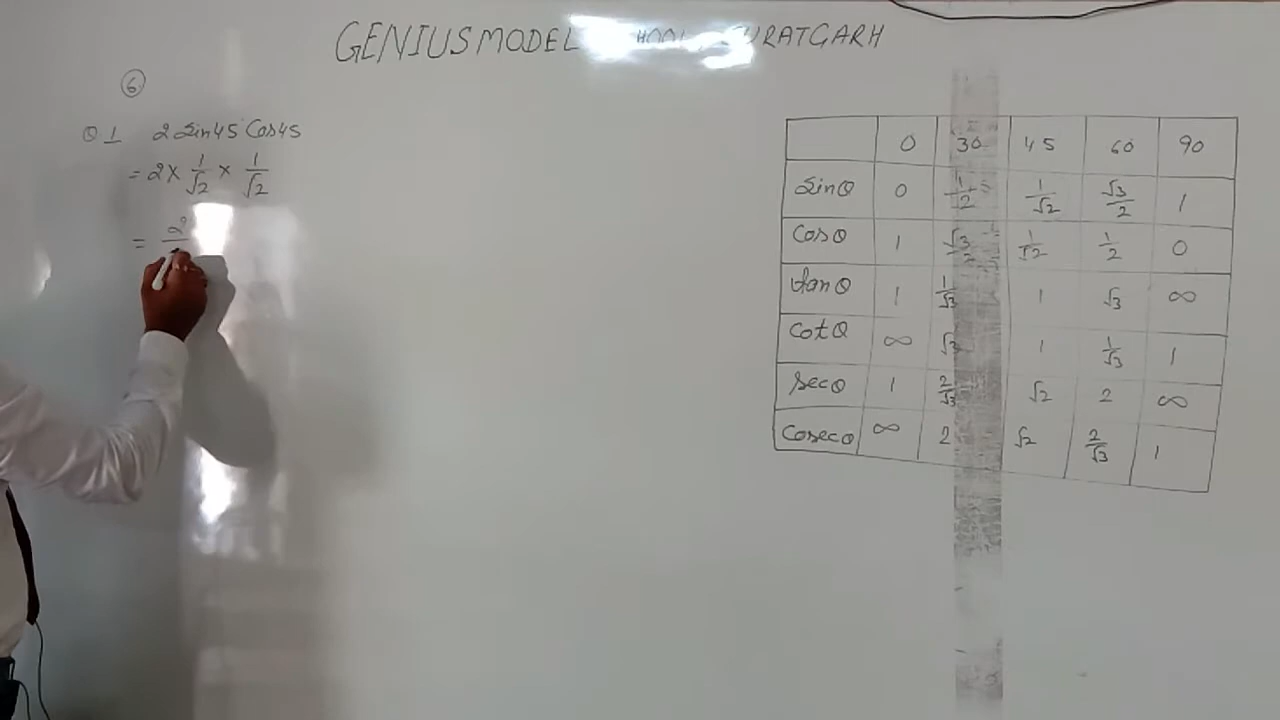 GENIUS MODEL HOOL, SURATGARH
6
Q 1 2 Sin45 Cos45
= 2 × 1/√2 × 1/√2
= 2
0 30 45 60 90
Sinθ 0 1/2 1/√2 √3/2 1
Cosθ 1 √3/2 1/√2 1/2 0
tanθ 1 1/√3 1 √3 ∞
Cotθ ∞ √3 1 1/√3 1
Secθ 1 2/√3 √2 2 ∞
Cosecθ ∞ 2 √2 2/√3 1